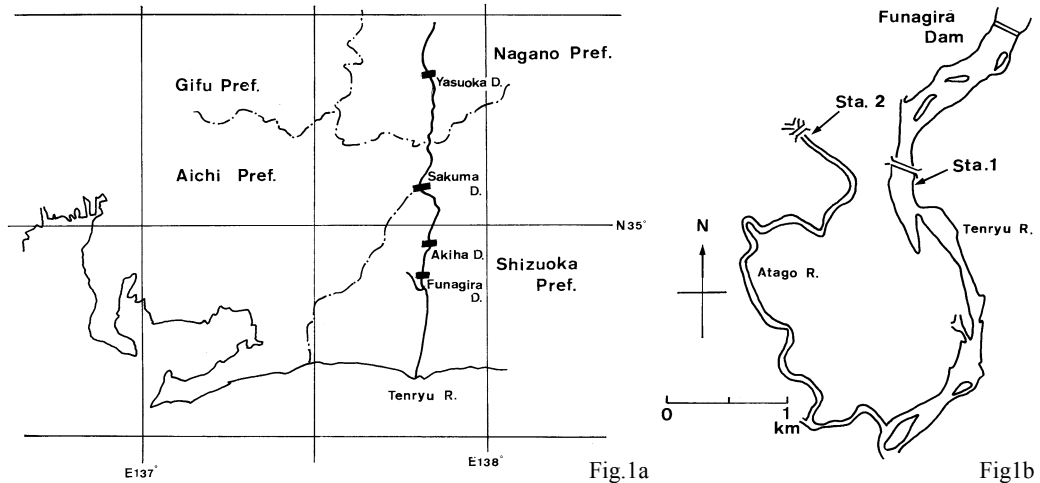 Nagano Pref.
Gifu Pref.
Yasuoka D.
Aichi Pref.
Sakuma
D.
N35°
Akiha D.
Shizuoka
Pref.
Funagira
D.
Tenryu R.
E137°
E138°
Fig.1a
Funagira
Dam
Sta. 2
Sta.1
N
Tenryu R.
Atago R.
0
1
km
Fig1b